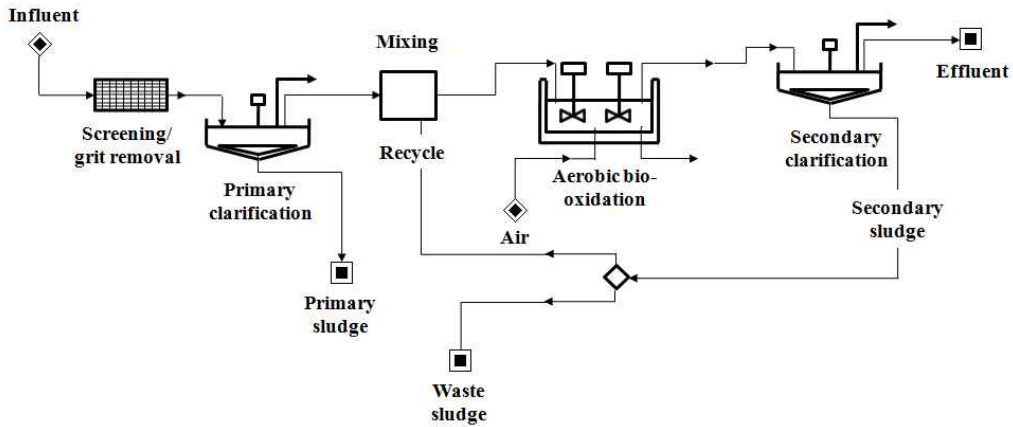 Influent
Mixing
Effluent
Screening/
grit removal
Recycle
Secondary
clarification
Primary
clarification
Aerobic bio-
oxidation
Air
Secondary
sludge
Primary
sludge
Waste
sludge